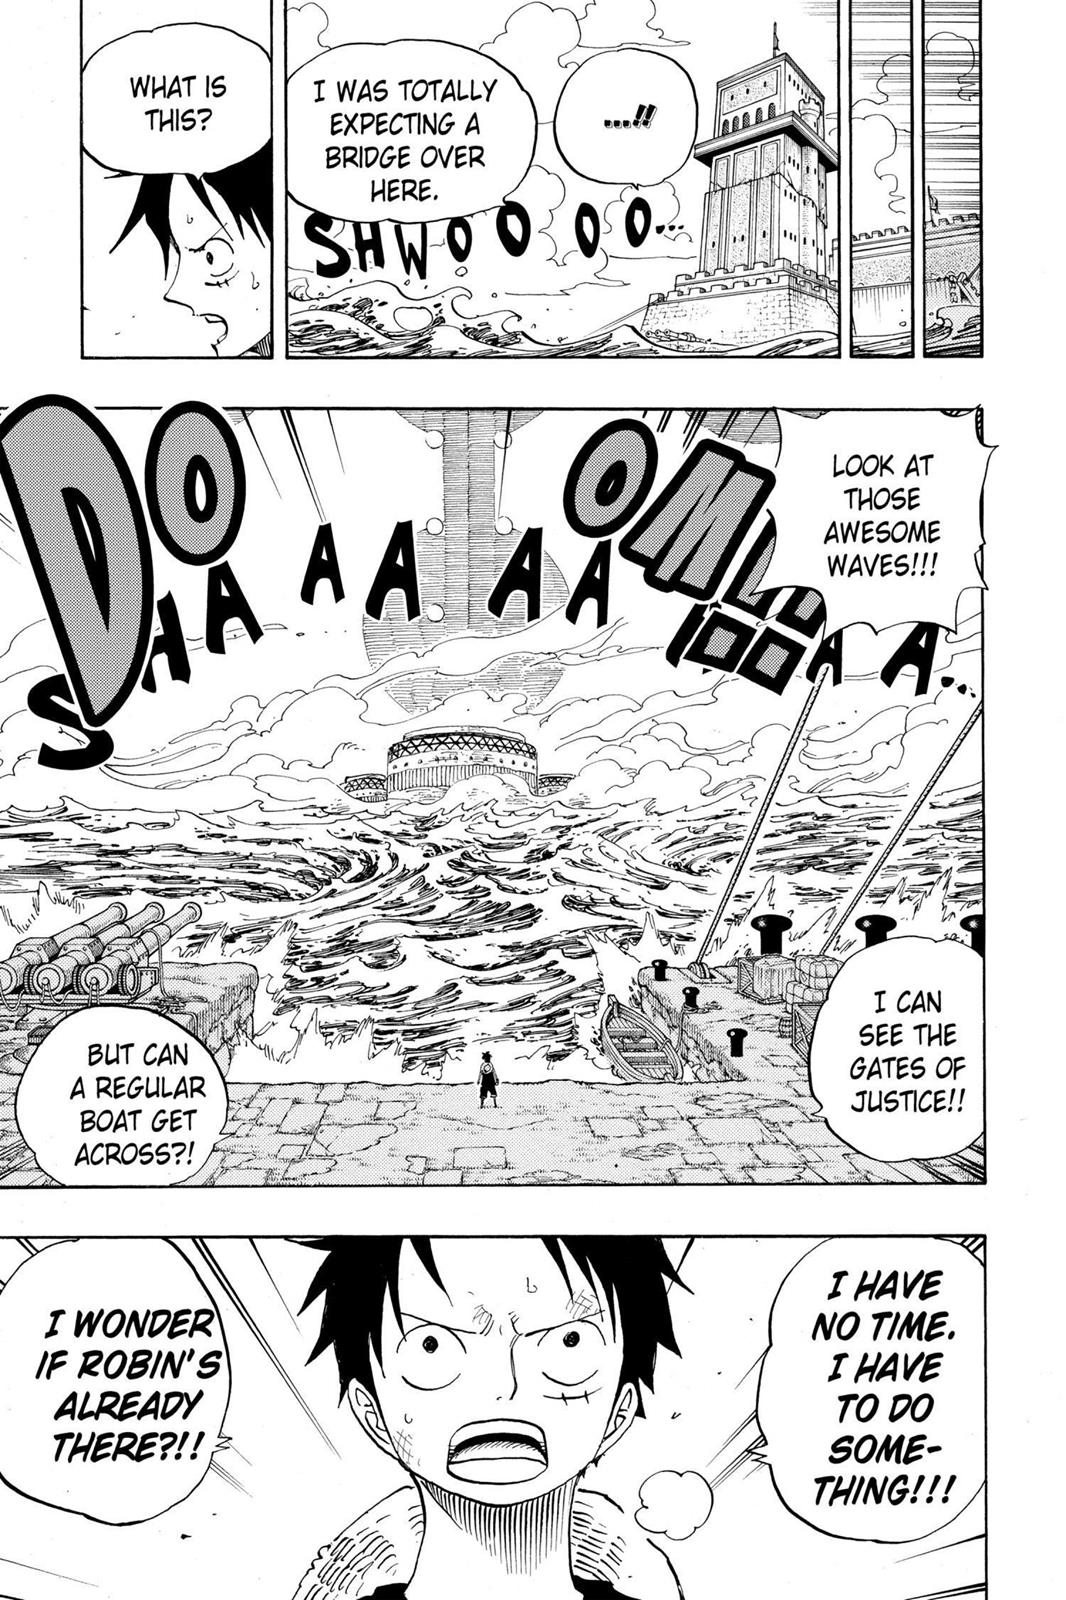 ....!!
I WAS TOTALLY
EXPECTING A
BRIDGE OVER
HERE.
SHWOOOO...
WHAT IS
THIS?
LOOK AT
THOSE
AWESOME
WAVES!!!
DOOM
SHAAAAAAAA...
I CAN
SEE THE
GATES OF
JUSTICE!!
BUT CAN
A REGULAR
BOAT GET
ACROSS?!
I HAVE
NO TIME.
I HAVE
TO DO
SOME-
THING!!!
I WONDER
IF ROBIN'S
ALREADY
THERE?!!